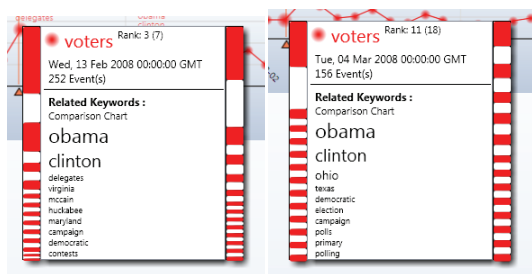 delegates
obama
clinton
voters Rank: 3 (7)
Wed, 13 Feb 2008 00:00:00 GMT
252 Event(s)
Related Keywords :
Comparison Chart
obama
clinton
delegates
virginia
mccain
huckabee
maryland
campaign
democratic
contests
voters Rank: 11 (18)
Tue, 04 Mar 2008 00:00:00 GMT
156 Event(s)
Related Keywords :
Comparison Chart
obama
clinton
ohio
texas
democratic
election
campaign
polls
primary
polling